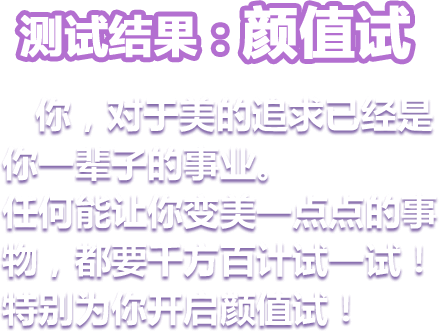 测试结果：颜值试
你，对于美的追求已经是
你一辈子的事业。
任何能让你变美一点点的事
物，都要千方百计试一试！
特别为你开启颜值试！